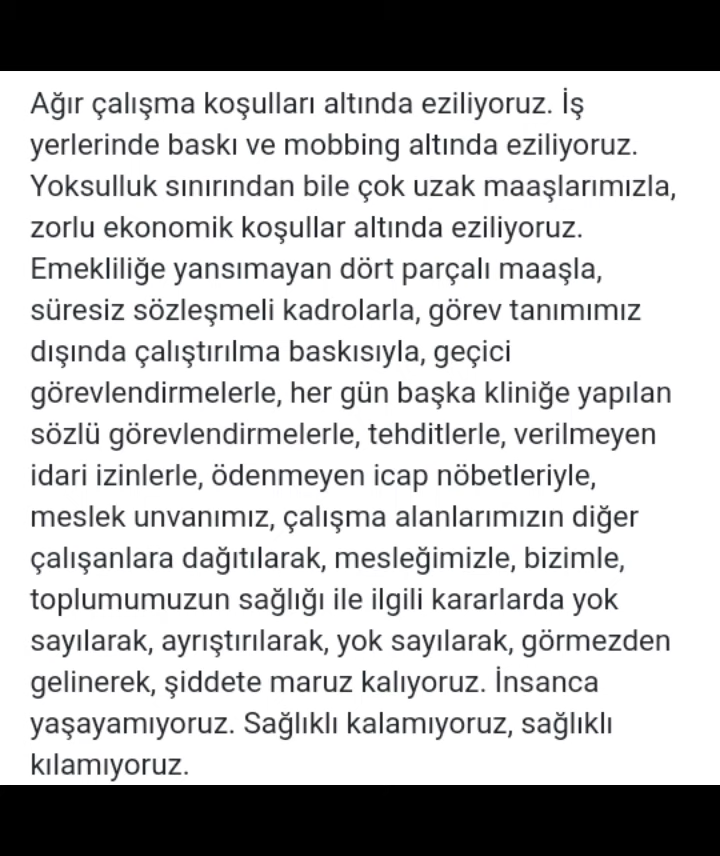 Ağır çalışma koşulları altında eziliyoruz. İş
yerlerinde baskı ve mobbing altında eziliyoruz.
Yoksulluk sınırından bile çok uzak maaşlarımızla,
zorlu ekonomik koşullar altında eziliyoruz.
Emekliliğe yansımayan dört parçalı maaşla,
süresiz sözleşmeli kadrolarla, görev tanımımız
dışında çalıştırılma baskısıyla, geçici
görevlendirmelerle, her gün başka kliniğe yapılan
sözlü görevlendirmelerle, tehditlerle, verilmeyen
idari izinlerle, ödenmeyen icap nöbetleriyle,
meslek unvanımız, çalışma alanlarımızın diğer
çalışanlara dağıtılarak, mesleğimizle, bizimle,
toplumumuzun sağlığı ile ilgili kararlarda yok
sayılarak, ayrıştırılarak, yok sayılarak, görmezden
gelinerek, şiddete maruz kalıyoruz. İnsanca
yaşayamıyoruz. Sağlıklı kalamıyoruz, sağlıklı
kılamıyoruz.